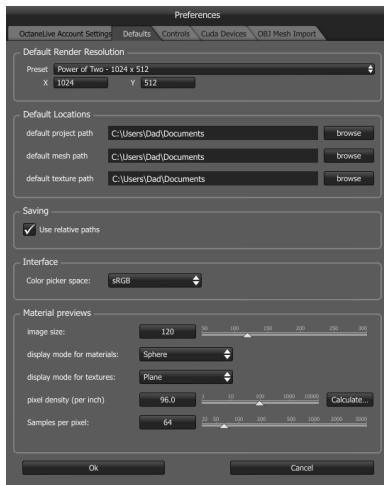 Preferences
OctaneLive Account Settings Defaults Controls Cuda Devices OBJ Mesh Import
Default Render Resolution
Preset Power of Two - 1024 x 512
X 1024 Y 512
Default Locations
default project path C:\Users\Dad\Documents browse
default mesh path C:\Users\Dad\Documents browse
default texture path C:\Users\Dad\Documents browse
Saving
Use relative paths
Interface
Color picker space: sRGB
Material previews
image size: 120 50 100 150 200 250 300
display mode for materials: Sphere
display mode for textures: Plane
pixel density (per inch) 96.0 1 10 100 1000 10000 Calculate...
Samples per pixel: 64 32 50 100 200 500 1000 2000 5000
Ok Cancel